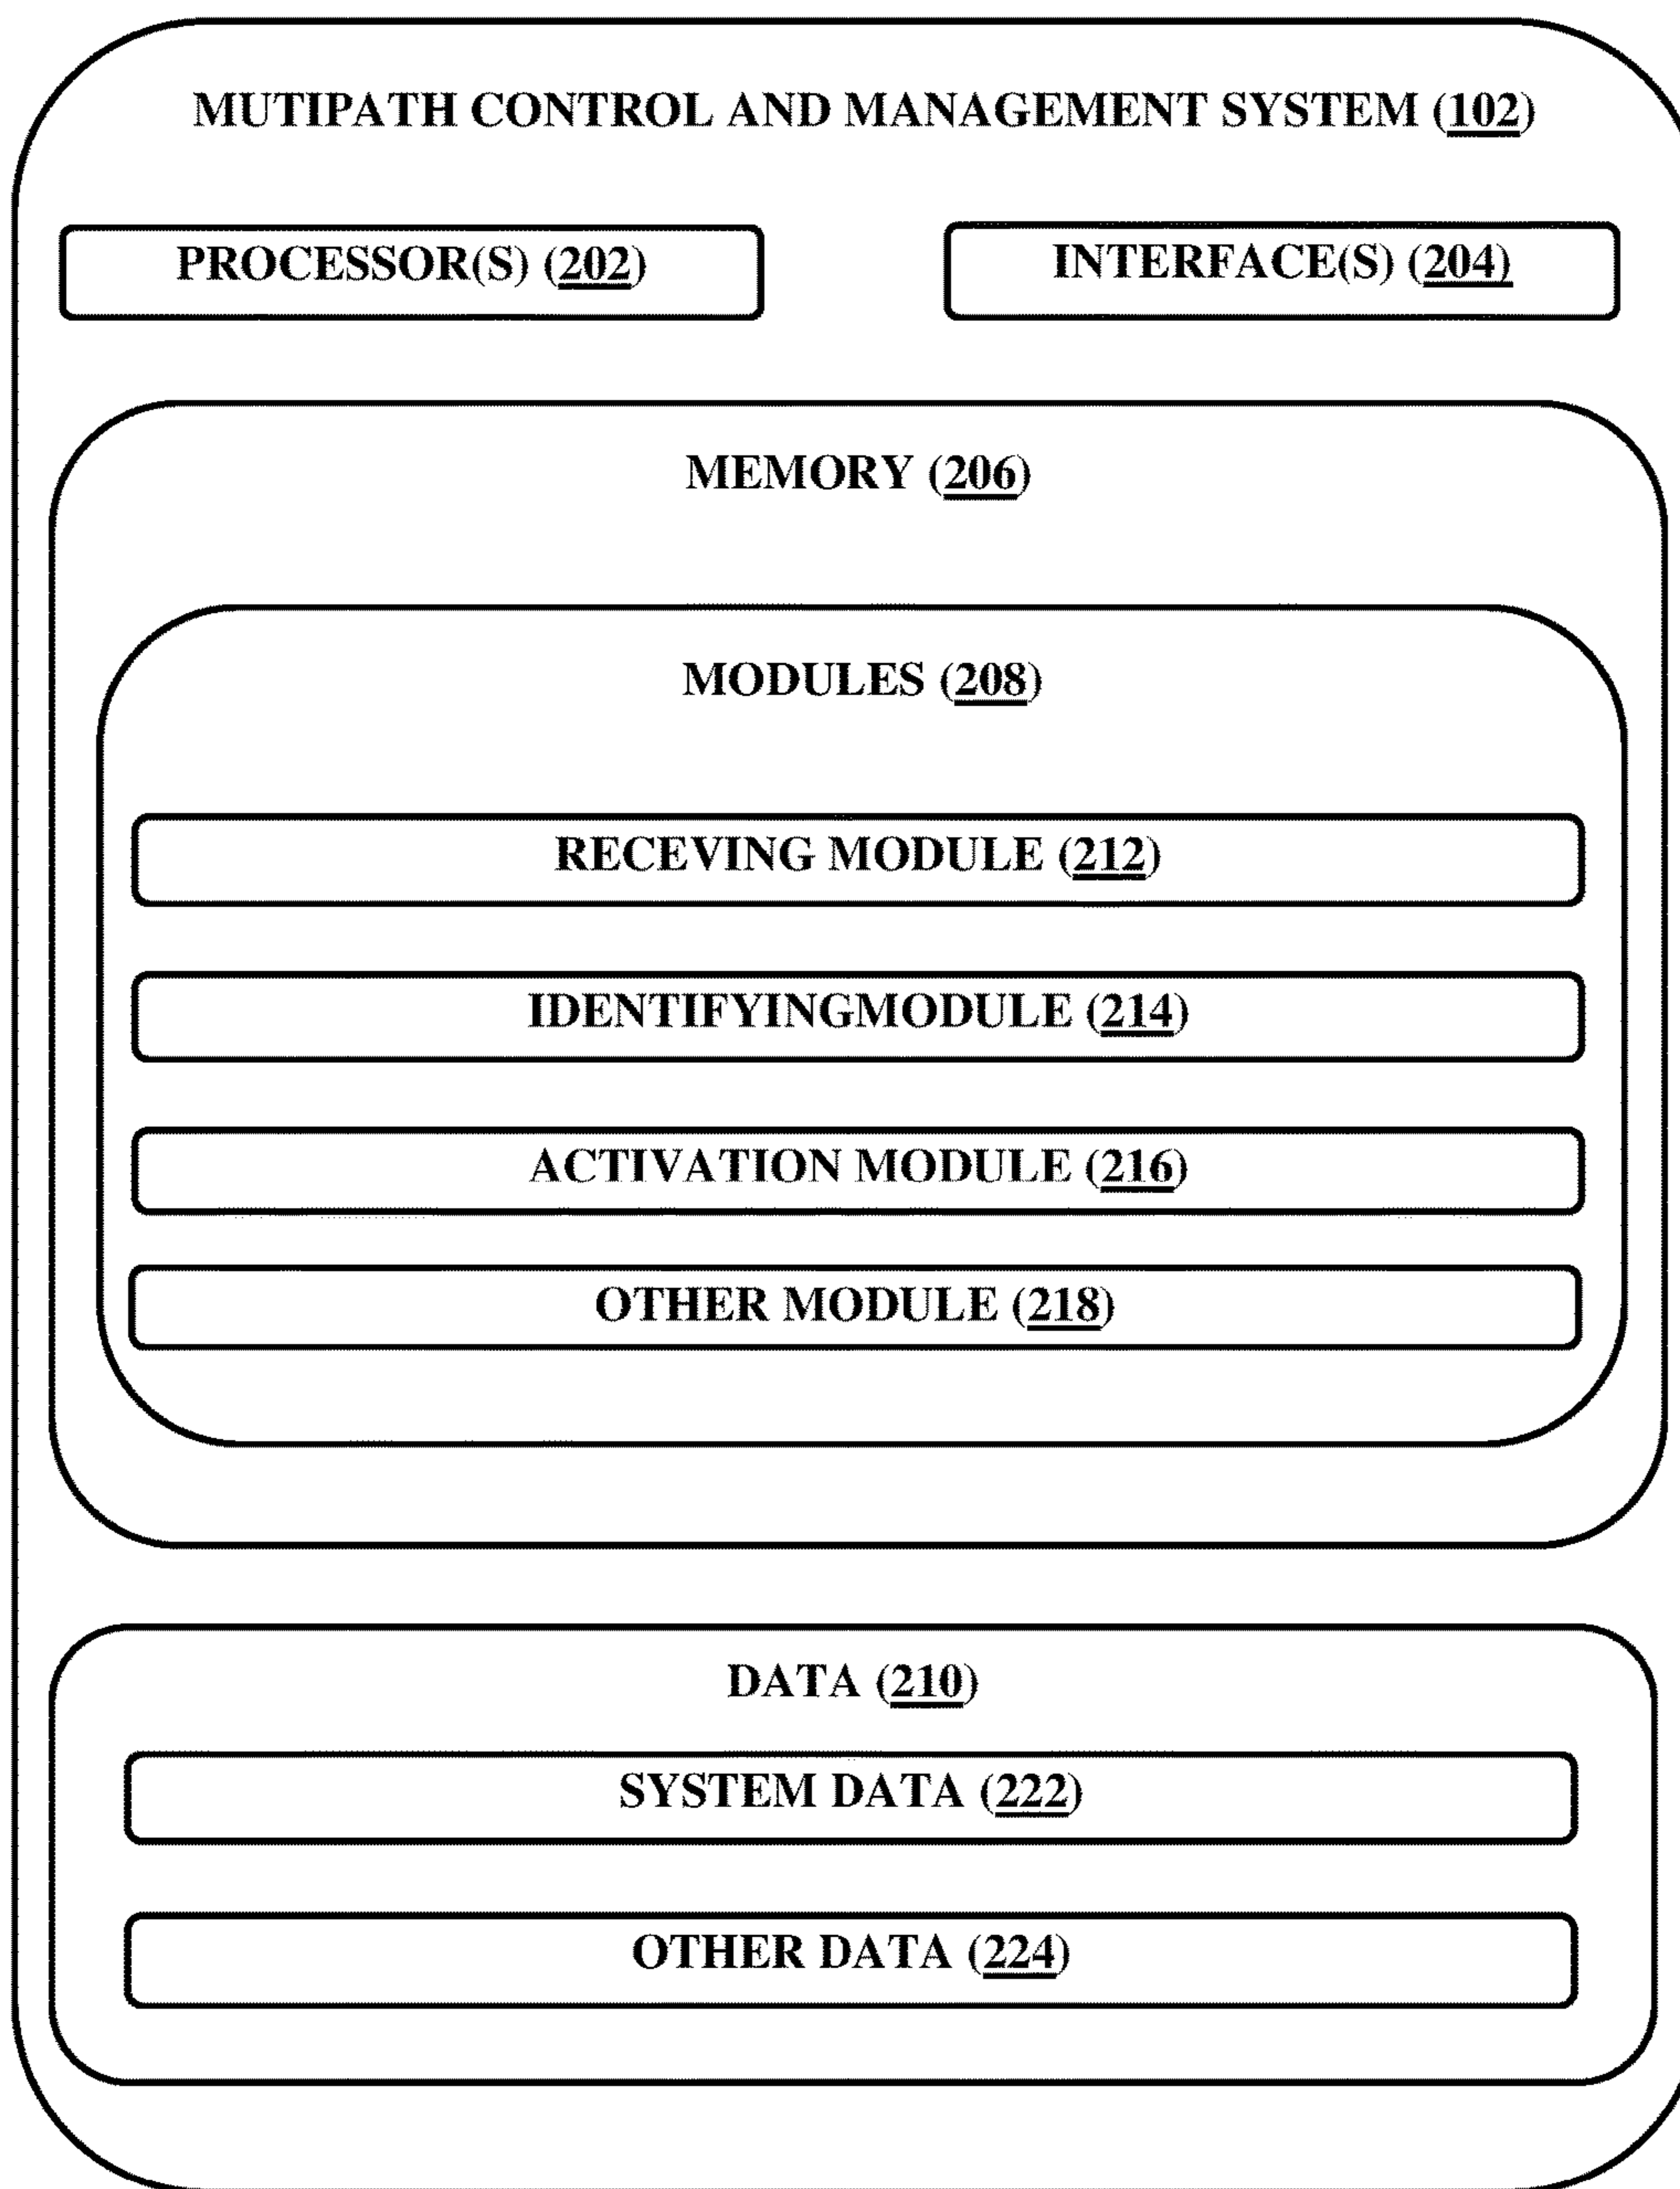 MUTIPATH CONTROL AND MANAGEMENT SYSTEM (102)
PROCESSOR(S) (202)
INTERFACE(S) (204)
MEMORY (206)
MODULES (208)
RECEVING MODULE (212)
IDENTIFYINGMODULE (214)
ACTIVATION MODULE (216)
OTHER MODULE (218)
DATA (210)
SYSTEM DATA (222)
OTHER DATA (224)